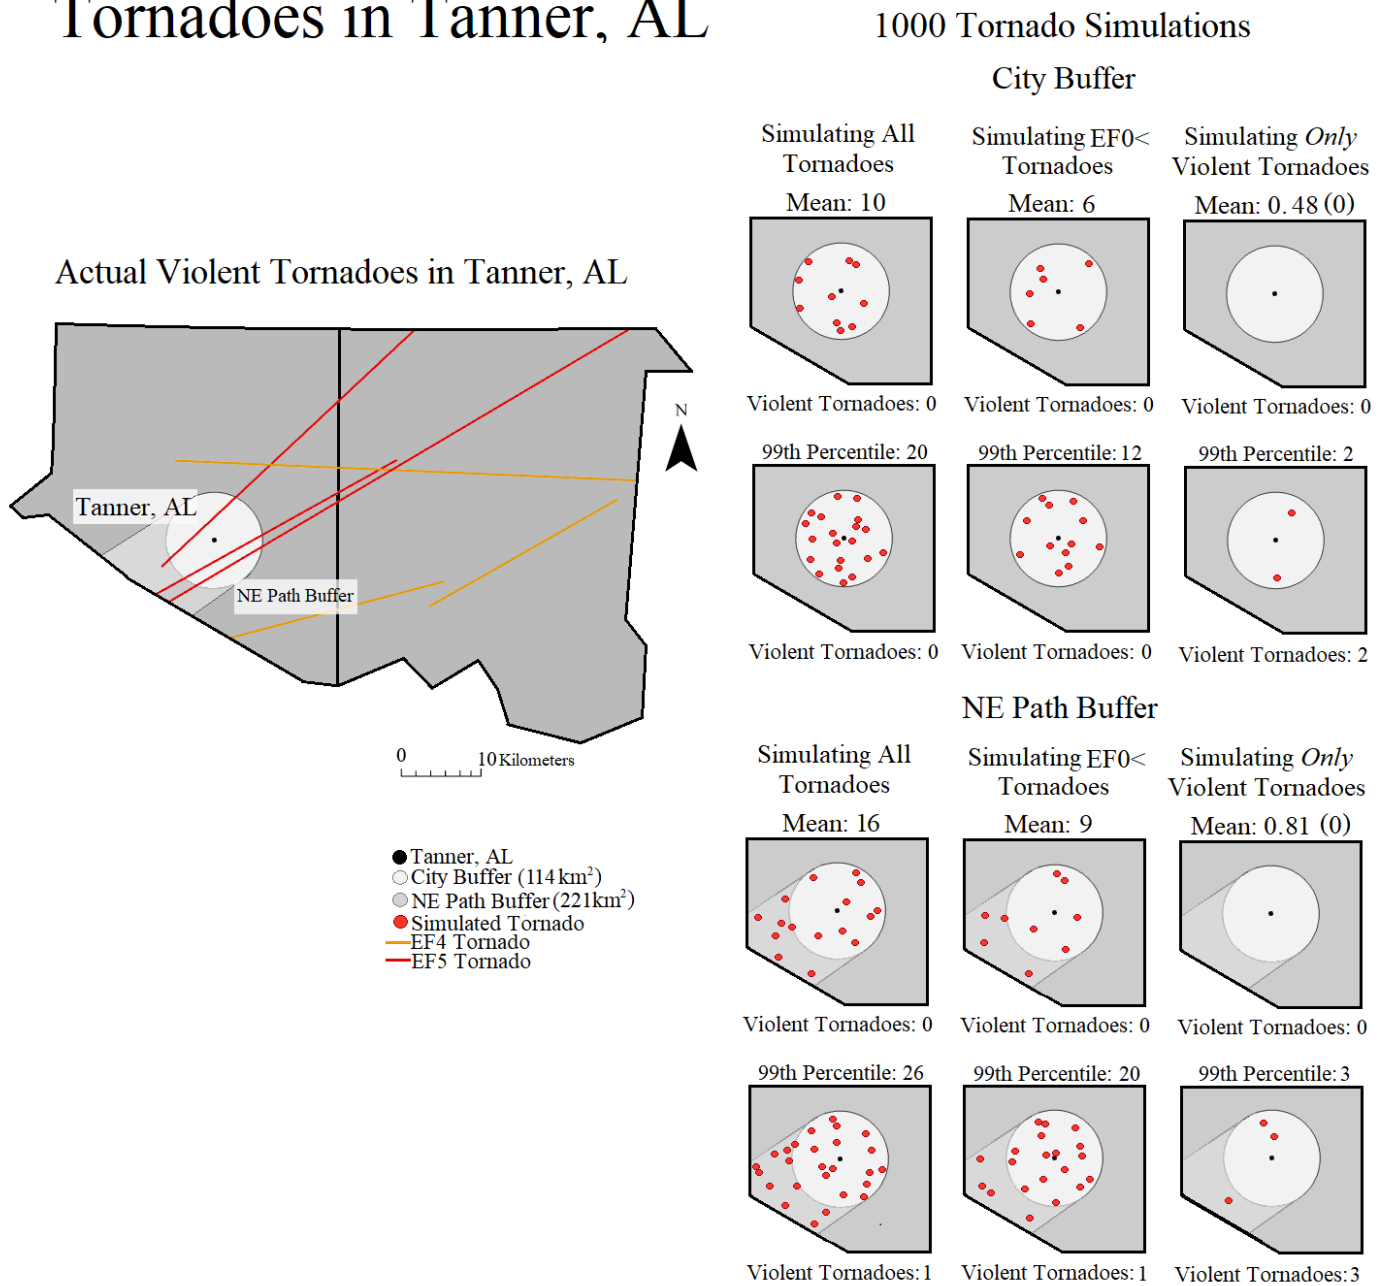 Tornadoes in Tanner, AL
Actual Violent Tornadoes in Tanner, AL
Tanner, AL
NE Path Buffer
N
0 10 Kilometers
Tanner, AL
City Buffer (114 km²)
NE Path Buffer (221km²)
Simulated Tornado
EF4 Tornado
EF5 Tornado
1000 Tornado Simulations
City Buffer
Simulating All
Tornadoes
Mean: 10
Violent Tornadoes: 0
Simulating EF0<
Tornadoes
Mean: 6
Violent Tornadoes: 0
Simulating Only
Violent Tornadoes
Mean: 0.48 (0)
Violent Tornadoes: 0
99th Percentile: 20
Violent Tornadoes: 0
99th Percentile: 12
Violent Tornadoes: 0
99th Percentile: 2
Violent Tornadoes: 2
NE Path Buffer
Simulating All
Tornadoes
Mean: 16
Violent Tornadoes: 0
Simulating EF0<
Tornadoes
Mean: 9
Violent Tornadoes: 0
Simulating Only
Violent Tornadoes
Mean: 0.81 (0)
Violent Tornadoes: 0
99th Percentile: 26
Violent Tornadoes: 1
99th Percentile: 20
Violent Tornadoes: 1
99th Percentile: 3
Violent Tornadoes: 3